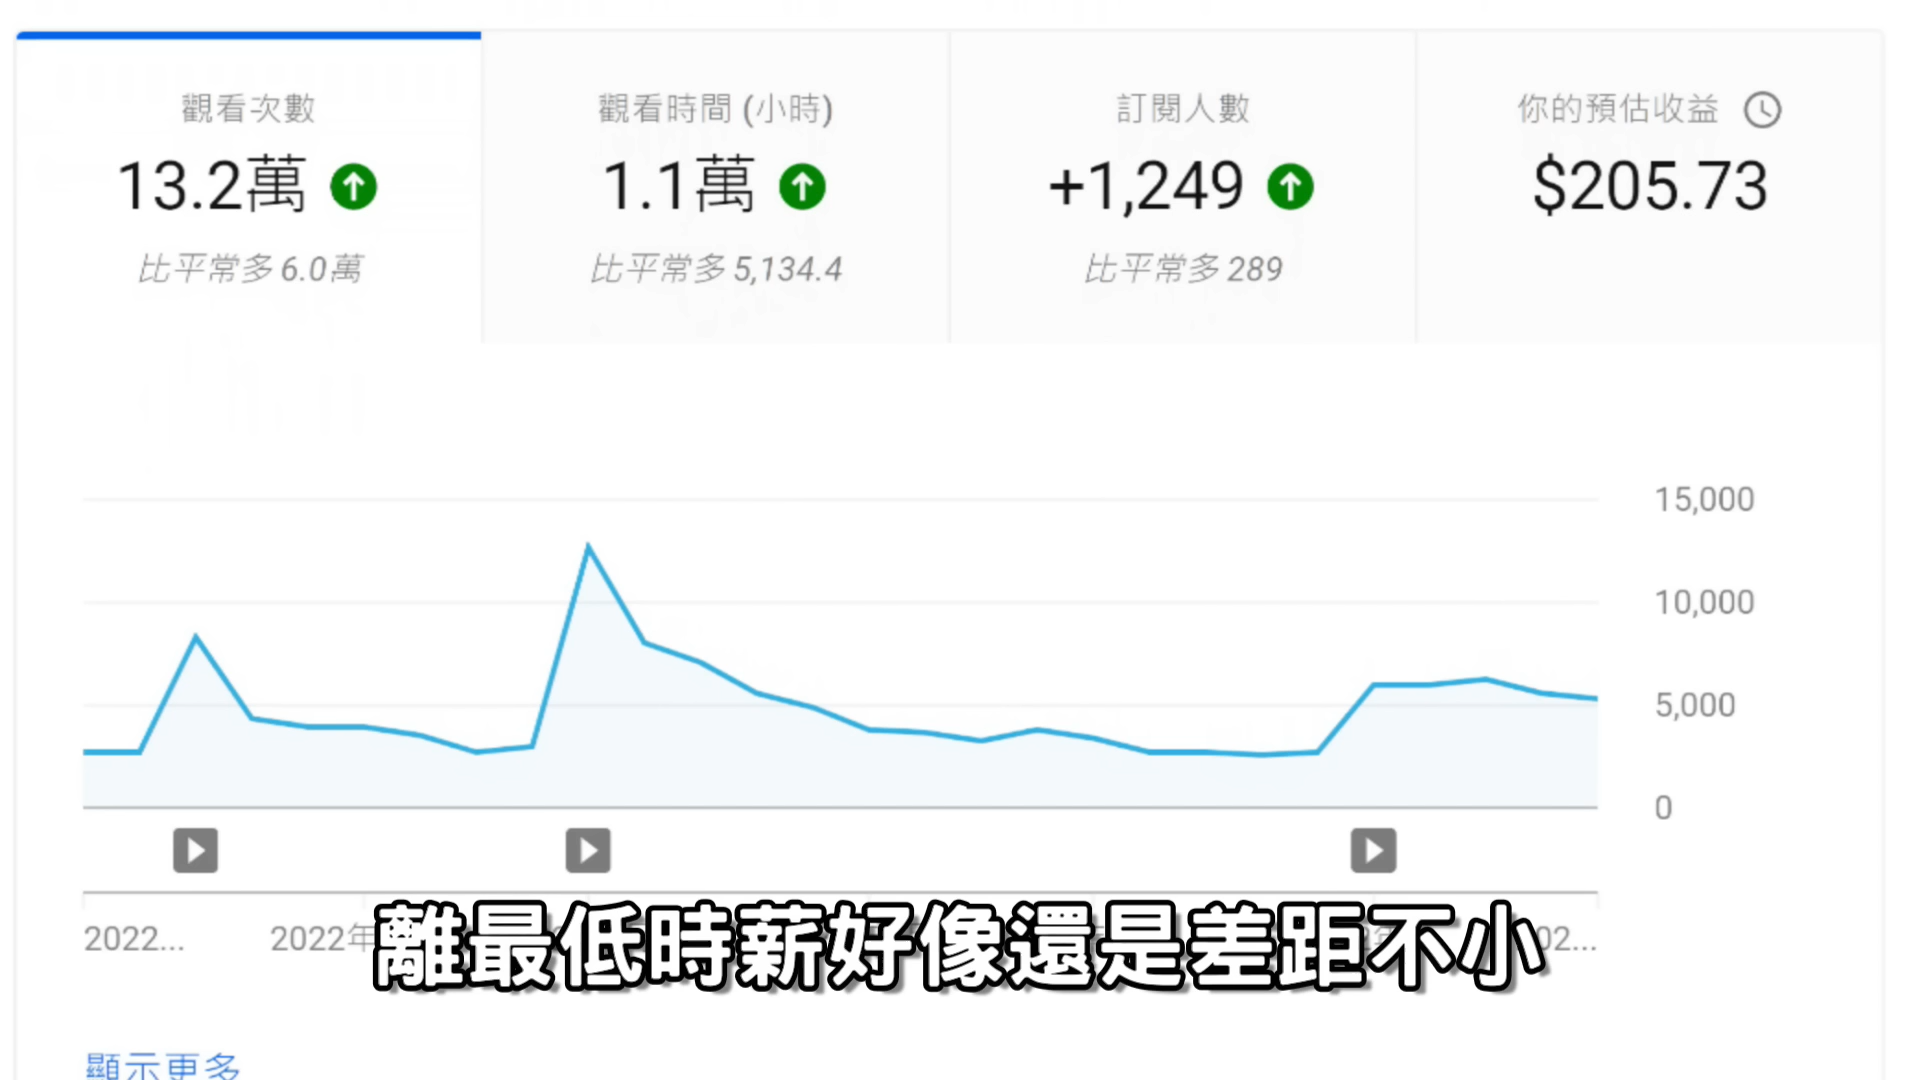 觀看次數
13.2萬
比平常多 6.0萬
觀看時間 (小時)
1.1萬
比平常多 5,134.4
訂閱人數
+1,249
比平常多 289
你的預估收益
$205.73
15,000
10,000
5,000
0
2022...
2022年
離最低時薪好像還是差距不小
顯示更多